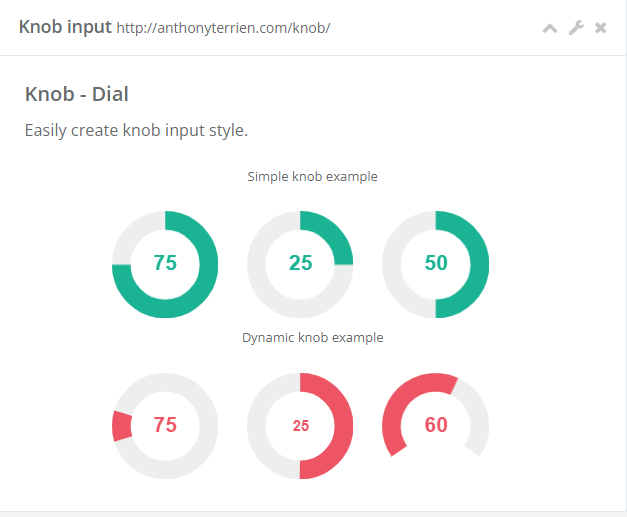 Knob input http://anthonyterrien.com/knob/
Knob - Dial
Easily create knob input style.
Simple knob example
75 25 50
Dynamic knob example
75 25 60